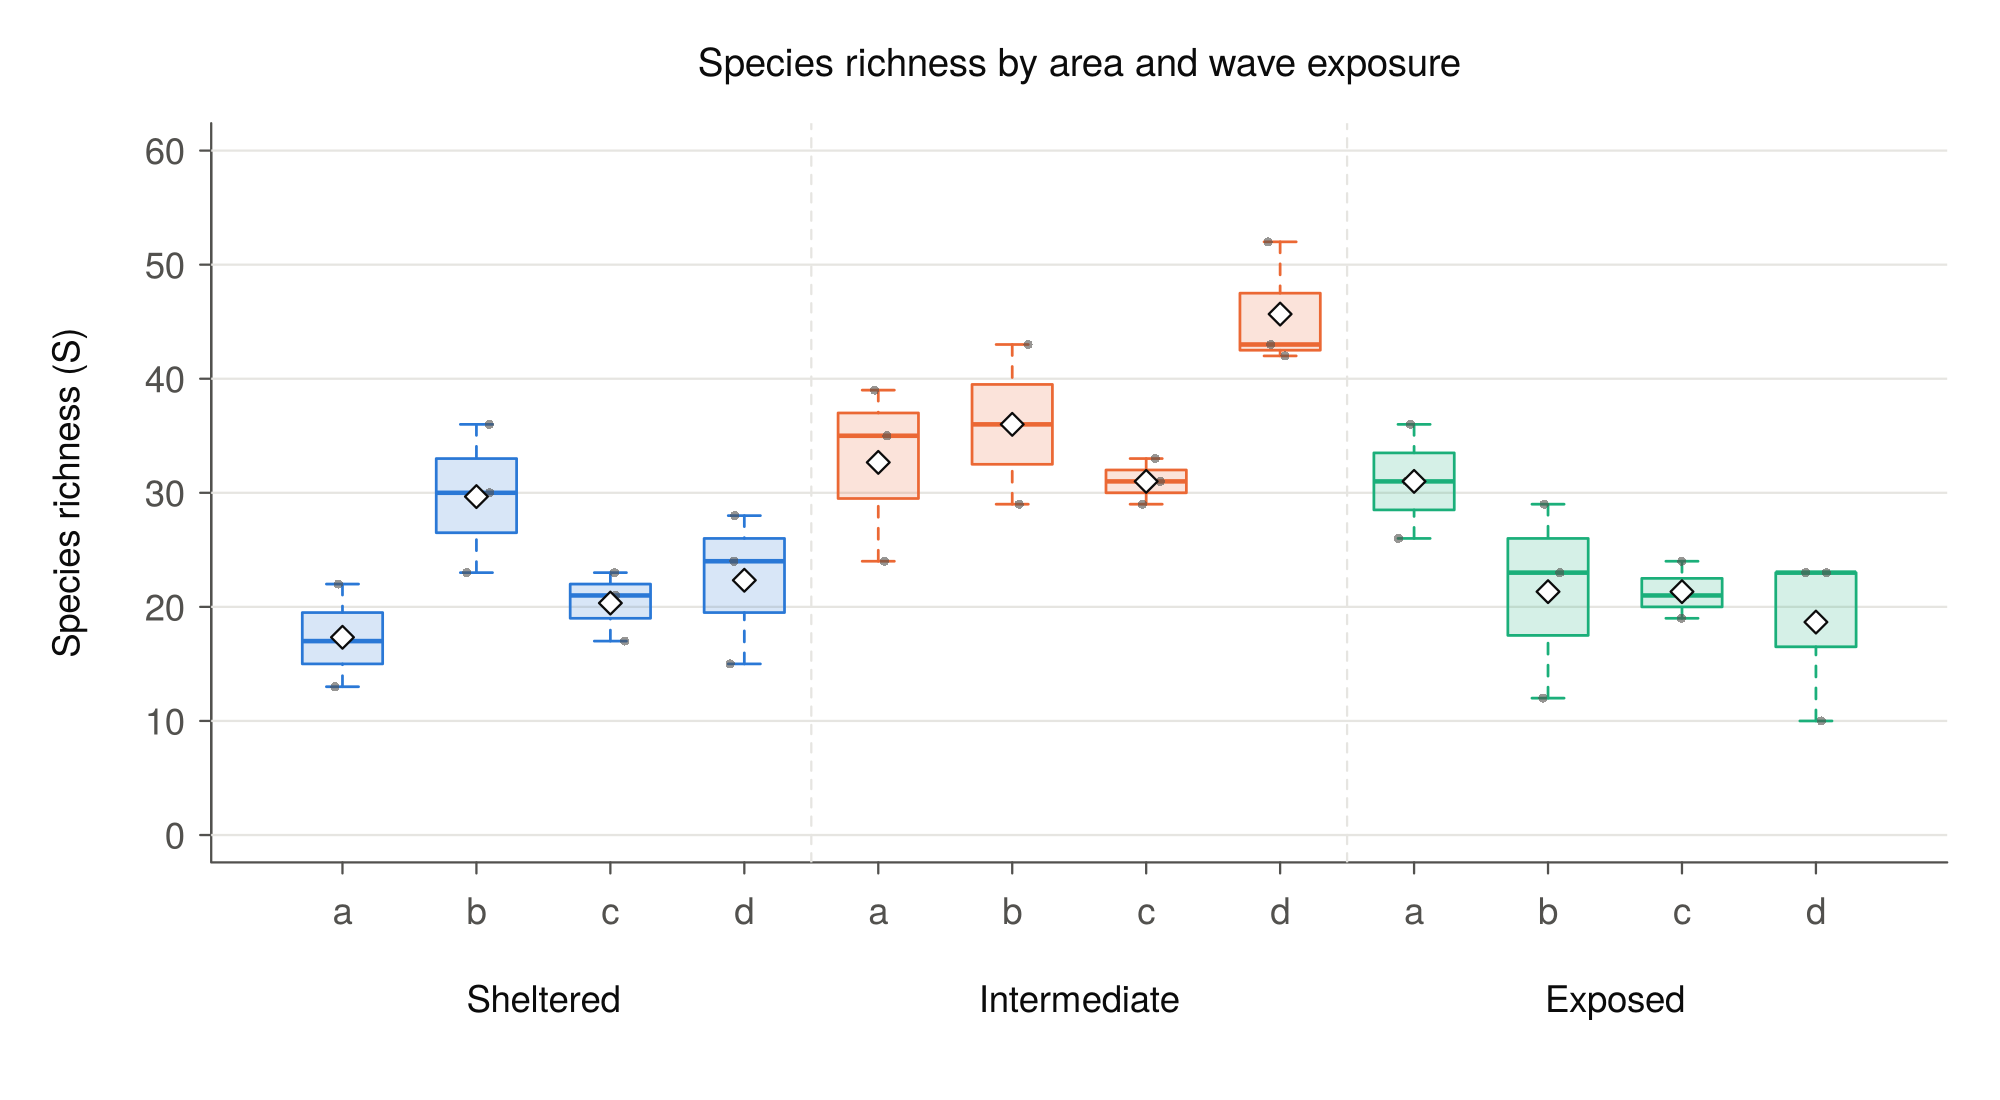 Species richness by area and wave exposure
Species richness (S)
60
50
40
30
20
10
0
a b c d a b c d a b c d
Sheltered Intermediate Exposed